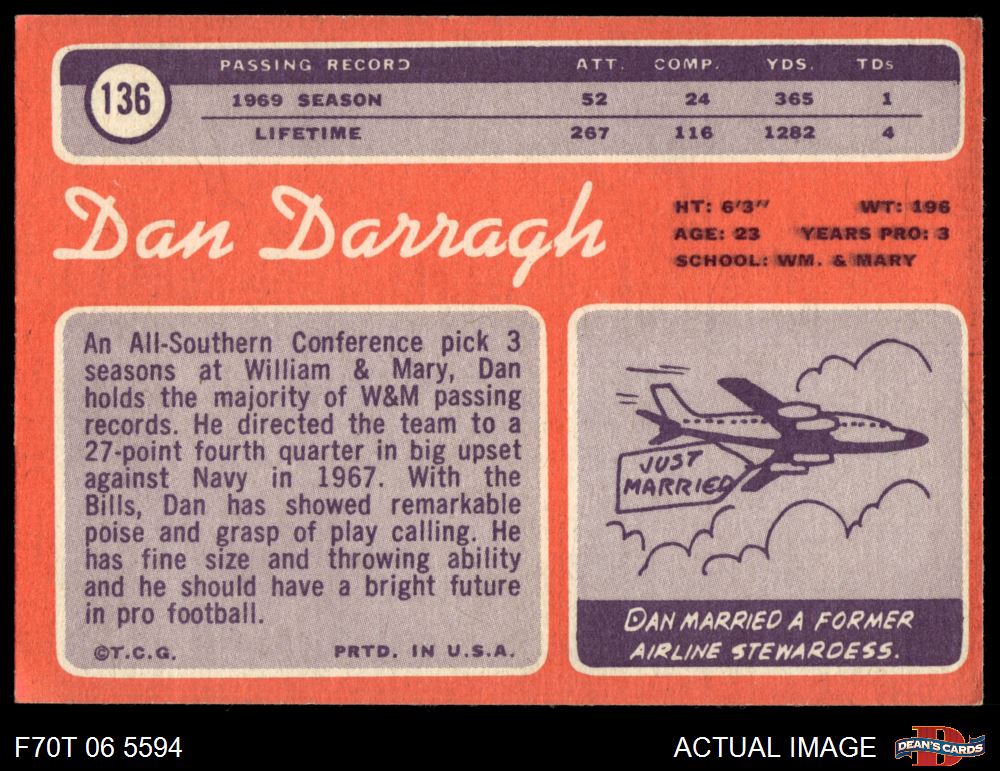 136
PASSING RECORD ATT. COMP. YDS. TDs
1969 SEASON 52 24 365 1
LIFETIME 267 116 1282 4
Dan Darragh
HT: 6'3" WT: 196
AGE: 23 YEARS PRO: 3
SCHOOL: WM. & MARY
An All-Southern Conference pick 3
seasons at William & Mary, Dan
holds the majority of W&M passing
records. He directed the team to a
27-point fourth quarter in big upset
against Navy in 1967. With the
Bills, Dan has showed remarkable
poise and grasp of play calling. He
has fine size and throwing ability
and he should have a bright future
in pro football.
©T.C.G. PRTD. IN U.S.A.
JUST
MARRIED
DAN MARRIED A FORMER
AIRLINE STEWARDESS.
F70T 06 5594
ACTUAL IMAGE
D
DEAN'S CARDS